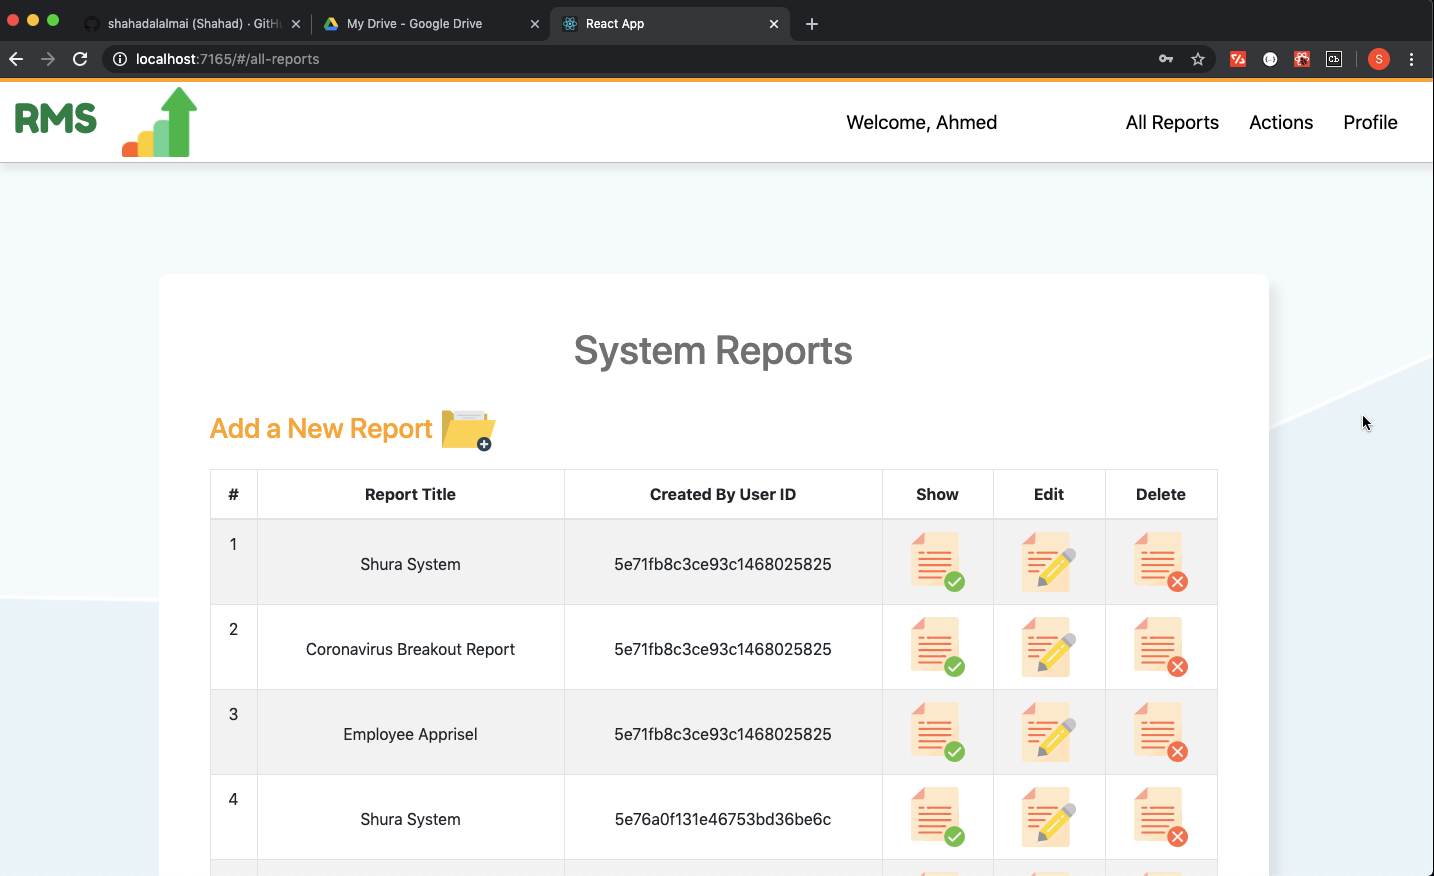 shahadalalmai (Shahad) · GitH
My Drive - Google Drive
React App
localhost:7165/#/all-reports
S
RMS
Welcome, Ahmed
All Reports
Actions
Profile
System Reports
Add a New Report
# Report Title Created By User ID Show Edit Delete
1 Shura System 5e71fb8c3ce93c1468025825
2 Coronavirus Breakout Report 5e71fb8c3ce93c1468025825
3 Employee Apprisel 5e71fb8c3ce93c1468025825
4 Shura System 5e76a0f131e46753bd36be6c